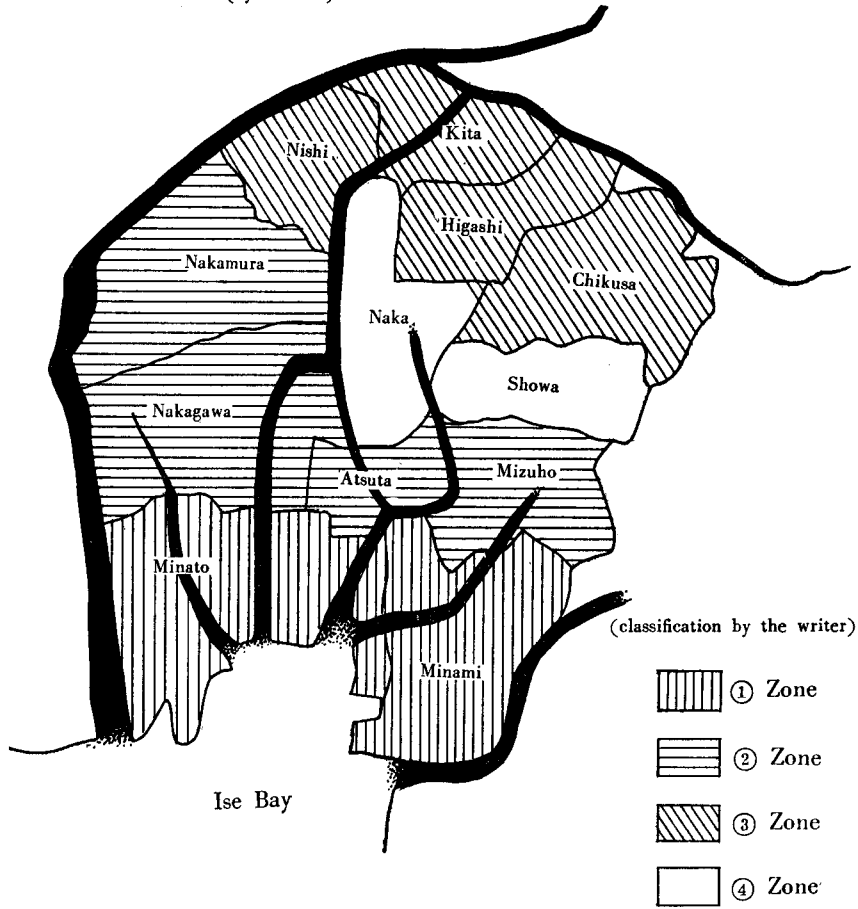 Kita
Nishi
Higashi
Nakamura
Chikusa
Naka
Showa
Nakagawa
Atsuta
Mizuho
Minato
(classification by the writer)
Minami
① Zone
② Zone
Ise Bay
③ Zone
④ Zone